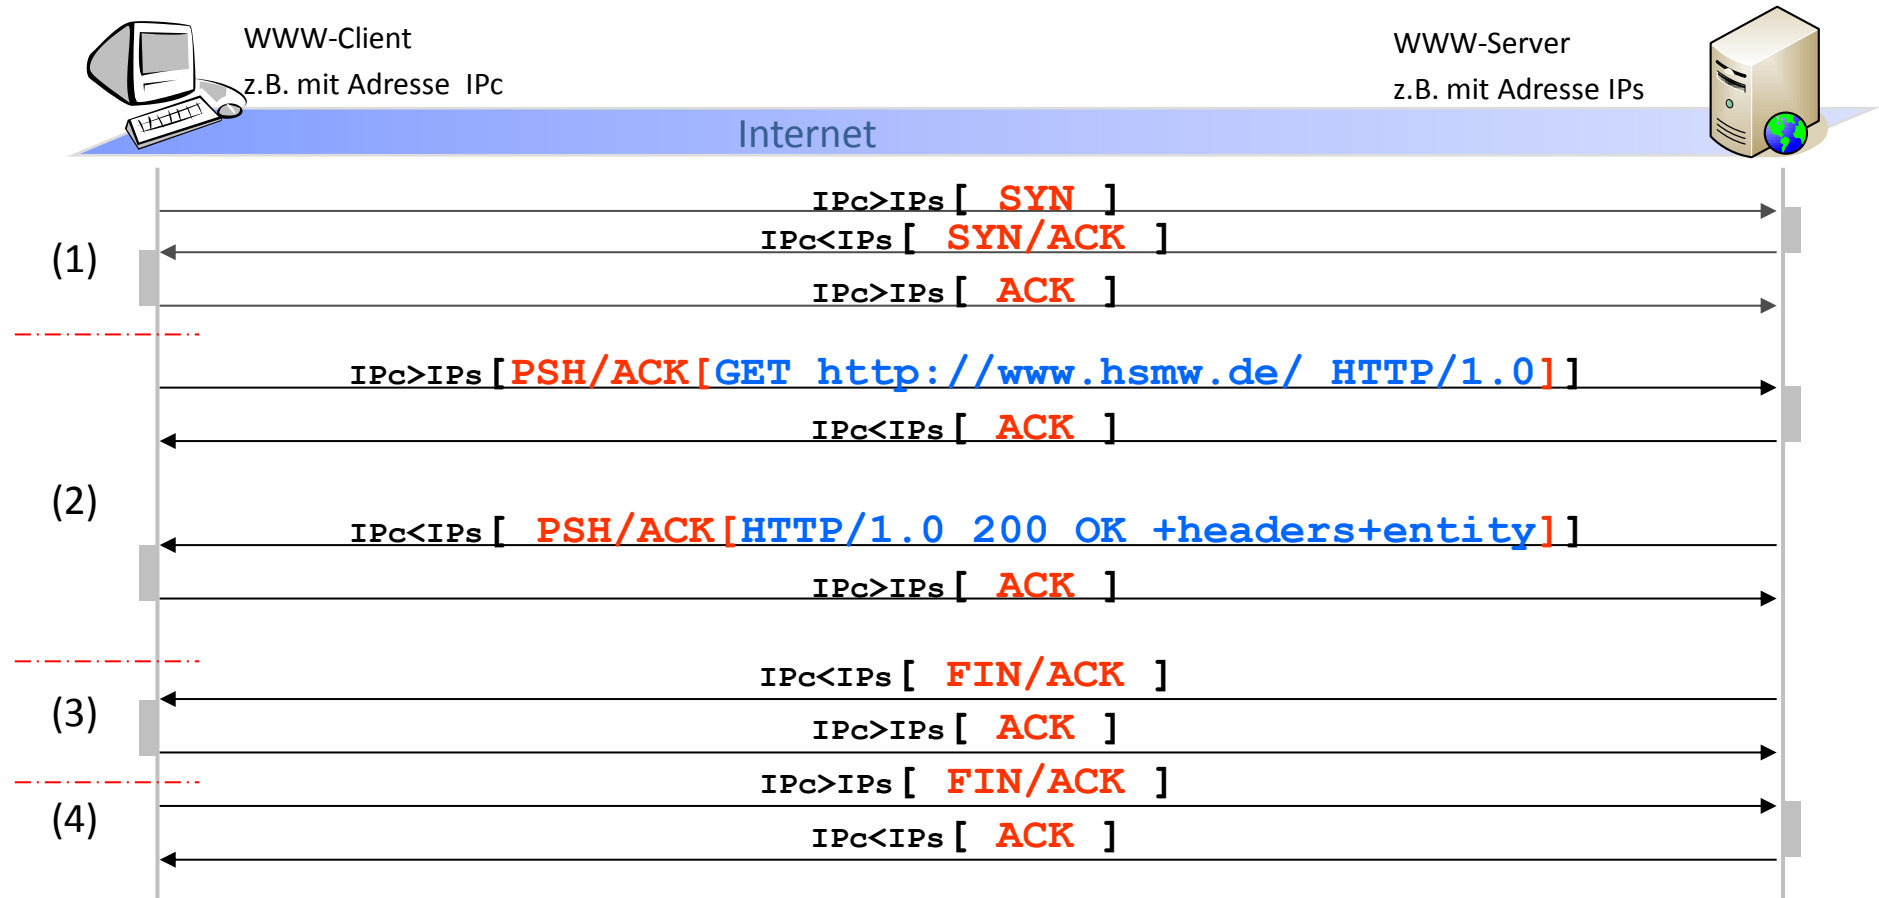 WWW-Client
z.B. mit Adresse IPc
WWW-Server
z.B. mit Adresse IPs
Internet
IPc>IPs[ SYN ]
IPc<IPs[ SYN/ACK ]
(1)
IPc>IPs[ ACK ]
IPc>IPs[PSH/ACK[GET http://www.hsmw.de/ HTTP/1.0]]
IPc<IPs[ ACK ]
(2)
IPc<IPs[ PSH/ACK[HTTP/1.0 200 OK +headers+entity]]
IPc>IPs[ ACK ]
IPc<IPs[ FIN/ACK ]
(3)
IPc>IPs[ ACK ]
IPc>IPs[ FIN/ACK ]
(4)
IPc<IPs[ ACK ]